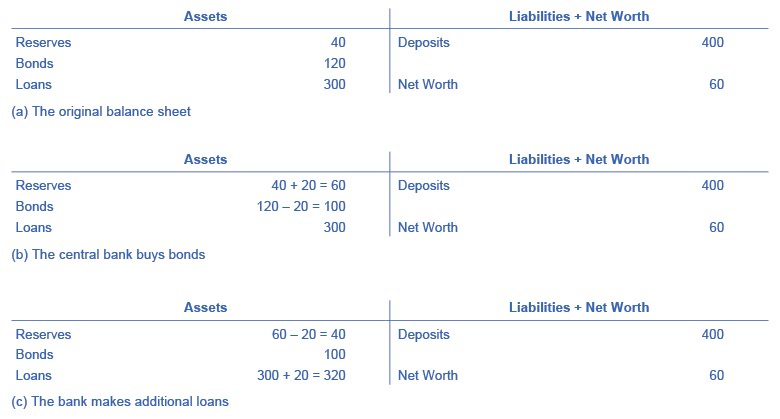 Assets Liabilities + Net Worth
Reserves 40 Deposits 400
Bonds 120
Loans 300 Net Worth 60
(a) The original balance sheet
Assets Liabilities + Net Worth
Reserves 40 + 20 = 60 Deposits 400
Bonds 120 – 20 = 100
Loans 300 Net Worth 60
(b) The central bank buys bonds
Assets Liabilities + Net Worth
Reserves 60 – 20 = 40 Deposits 400
Bonds 100
Loans 300 + 20 = 320 Net Worth 60
(c) The bank makes additional loans